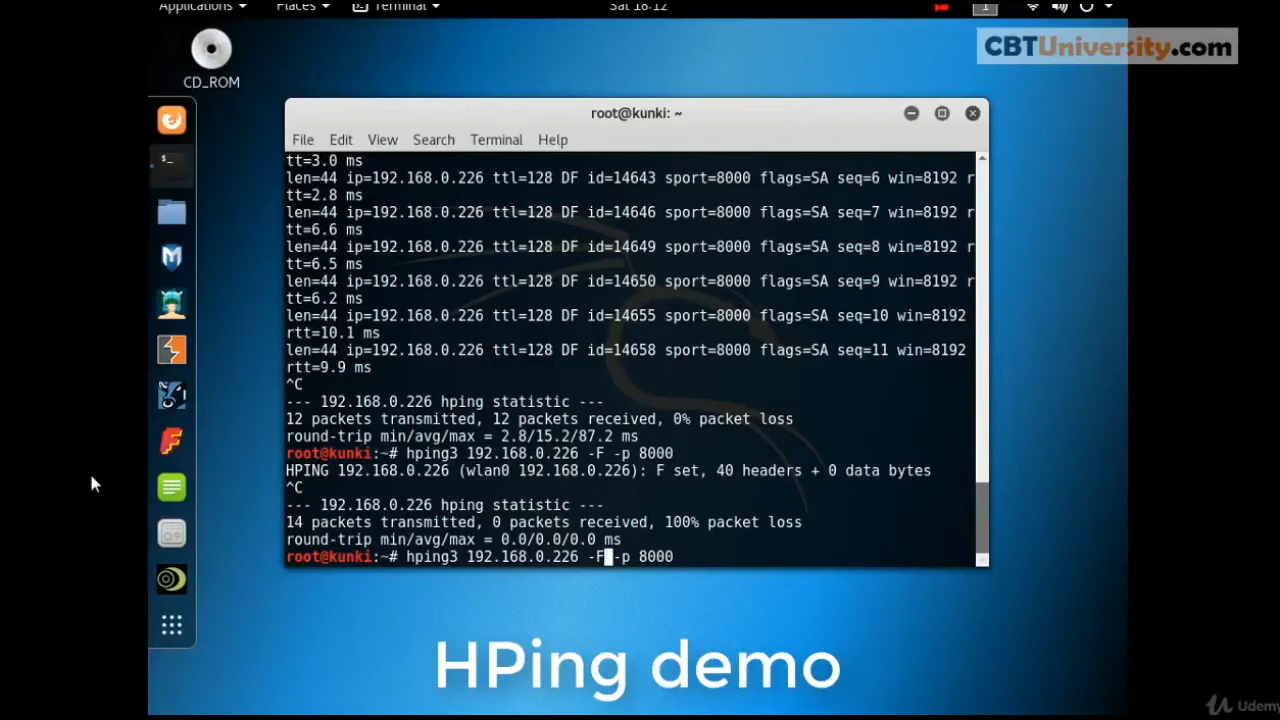 Applications Places Terminal Sat 18:12 1
CBTUniversity.com
CD_ROM
root@kunki: ~
File Edit View Search Terminal Help
tt=3.0 ms
len=44 ip=192.168.0.226 ttl=128 DF id=14643 sport=8000 flags=SA seq=6 win=8192 r
tt=2.8 ms
len=44 ip=192.168.0.226 ttl=128 DF id=14646 sport=8000 flags=SA seq=7 win=8192 r
tt=6.6 ms
len=44 ip=192.168.0.226 ttl=128 DF id=14649 sport=8000 flags=SA seq=8 win=8192 r
tt=6.5 ms
len=44 ip=192.168.0.226 ttl=128 DF id=14650 sport=8000 flags=SA seq=9 win=8192 r
tt=6.2 ms
len=44 ip=192.168.0.226 ttl=128 DF id=14655 sport=8000 flags=SA seq=10 win=8192
rtt=10.1 ms
len=44 ip=192.168.0.226 ttl=128 DF id=14658 sport=8000 flags=SA seq=11 win=8192
rtt=9.9 ms
^C
--- 192.168.0.226 hping statistic ---
12 packets transmitted, 12 packets received, 0% packet loss
round-trip min/avg/max = 2.8/15.2/87.2 ms
root@kunki:~# hping3 192.168.0.226 -F -p 8000
HPING 192.168.0.226 (wlan0 192.168.0.226): F set, 40 headers + 0 data bytes
^C
--- 192.168.0.226 hping statistic ---
14 packets transmitted, 0 packets received, 100% packet loss
round-trip min/avg/max = 0.0/0.0/0.0 ms
root@kunki:~# hping3 192.168.0.226 -F -p 8000
HPing demo
Udemy